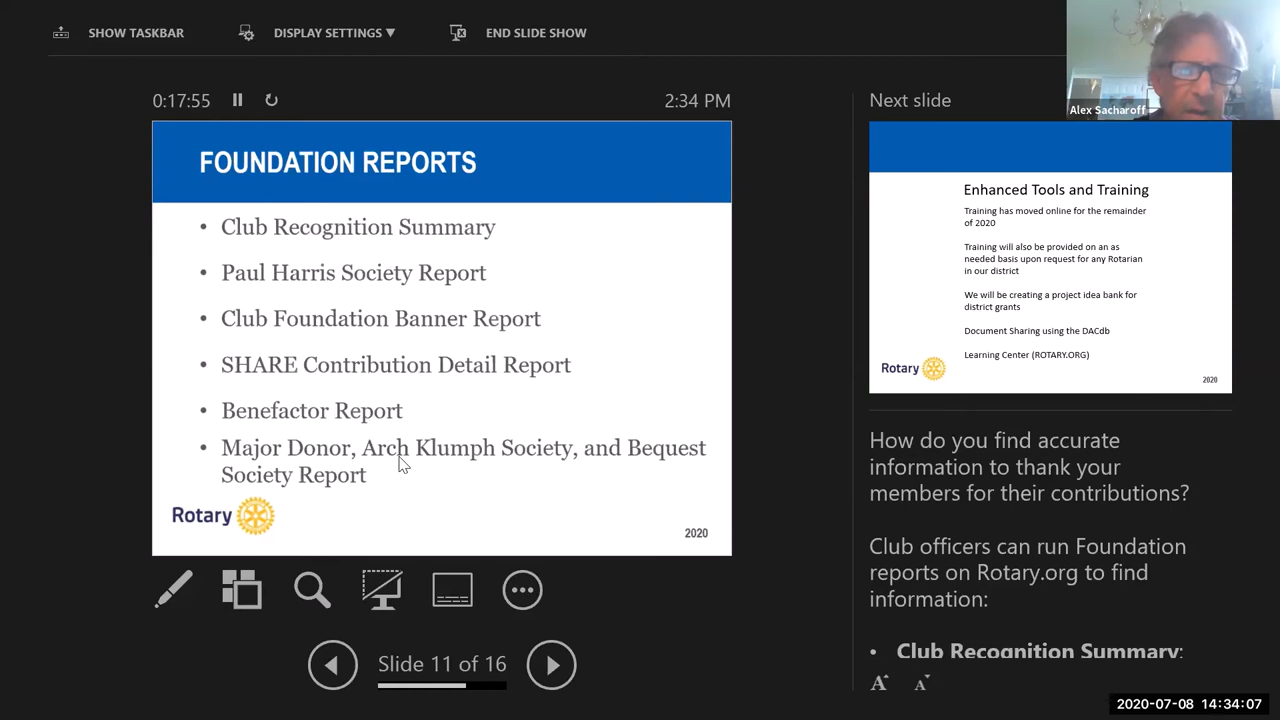 SHOW TASKBAR
DISPLAY SETTINGS ▼
END SLIDE SHOW
0:17:55
2:34 PM
FOUNDATION REPORTS
• Club Recognition Summary
• Paul Harris Society Report
• Club Foundation Banner Report
• SHARE Contribution Detail Report
• Benefactor Report
• Major Donor, Arch Klumph Society, and Bequest
Society Report
Rotary
2020
Slide 11 of 16
Alex Sacharoff
Next slide
Enhanced Tools and Training
Training has moved online for the remainder
of 2020
Training will also be provided on an as
needed basis upon request for any Rotarian
in our district
We will be creating a project idea bank for
district grants
Document Sharing using the DACdb
Learning Center (ROTARY.ORG)
Rotary
2020
How do you find accurate
information to thank your
members for their contributions?
Club officers can run Foundation
reports on Rotary.org to find
information:
• Club Recognition Summary:
A A
2020-07-08 14:34:07